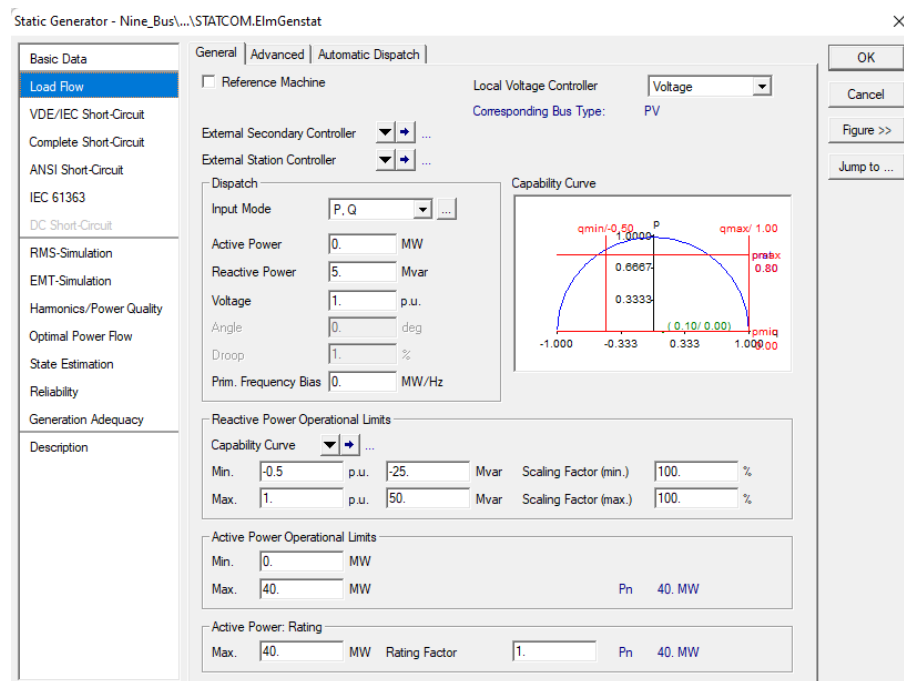 Static Generator - Nine_Bus\...\STATCOM.ElmGenstat
Basic Data
Load Flow
VDE/IEC Short-Circuit
Complete Short-Circuit
ANSI Short-Circuit
IEC 61363
DC Short-Circuit
RMS-Simulation
EMT-Simulation
Harmonics/Power Quality
Optimal Power Flow
State Estimation
Reliability
Generation Adequacy
Description
General Advanced Automatic Dispatch
Reference Machine
Local Voltage Controller Voltage
Corresponding Bus Type: PV
External Secondary Controller ...
External Station Controller ...
Dispatch
Input Mode P, Q ...
Active Power 0. MW
Reactive Power 5. Mvar
Voltage 1. p.u.
Angle 0. deg
Droop 1. %
Prim. Frequency Bias 0. MW/Hz
Capability Curve
qmin/-0.50 p qmax/ 1.00
1.0000
0.80
0.6667
0.3333
( 0.10/ 0.00)
-1.000 -0.333 0.333
Reactive Power Operational Limits
Capability Curve ...
Min. -0.5 p.u. -25. Mvar Scaling Factor (min.) 100. %
Max. 1. p.u. 50. Mvar Scaling Factor (max.) 100. %
Active Power Operational Limits
Min. 0. MW
Max. 40. MW Pn 40. MW
Active Power: Rating
Max. 40. MW Rating Factor 1. Pn 40. MW
OK
Cancel
Figure >>
Jump to ...